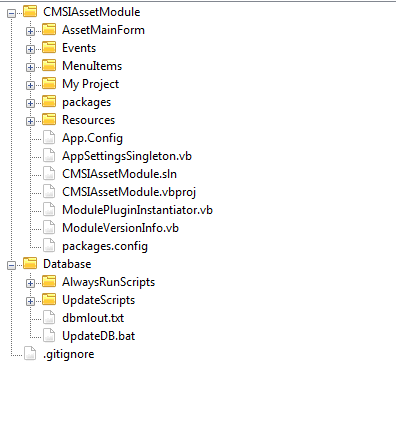 CMSIAssetModule
AssetMainForm
Events
MenuItems
My Project
packages
Resources
App.Config
AppSettingsSingleton.vb
CMSIAssetModule.sln
CMSIAssetModule.vbproj
ModulePluginInstantiator.vb
ModuleVersionInfo.vb
packages.config
Database
AlwaysRunScripts
UpdateScripts
dbmlout.txt
UpdateDB.bat
.gitignore